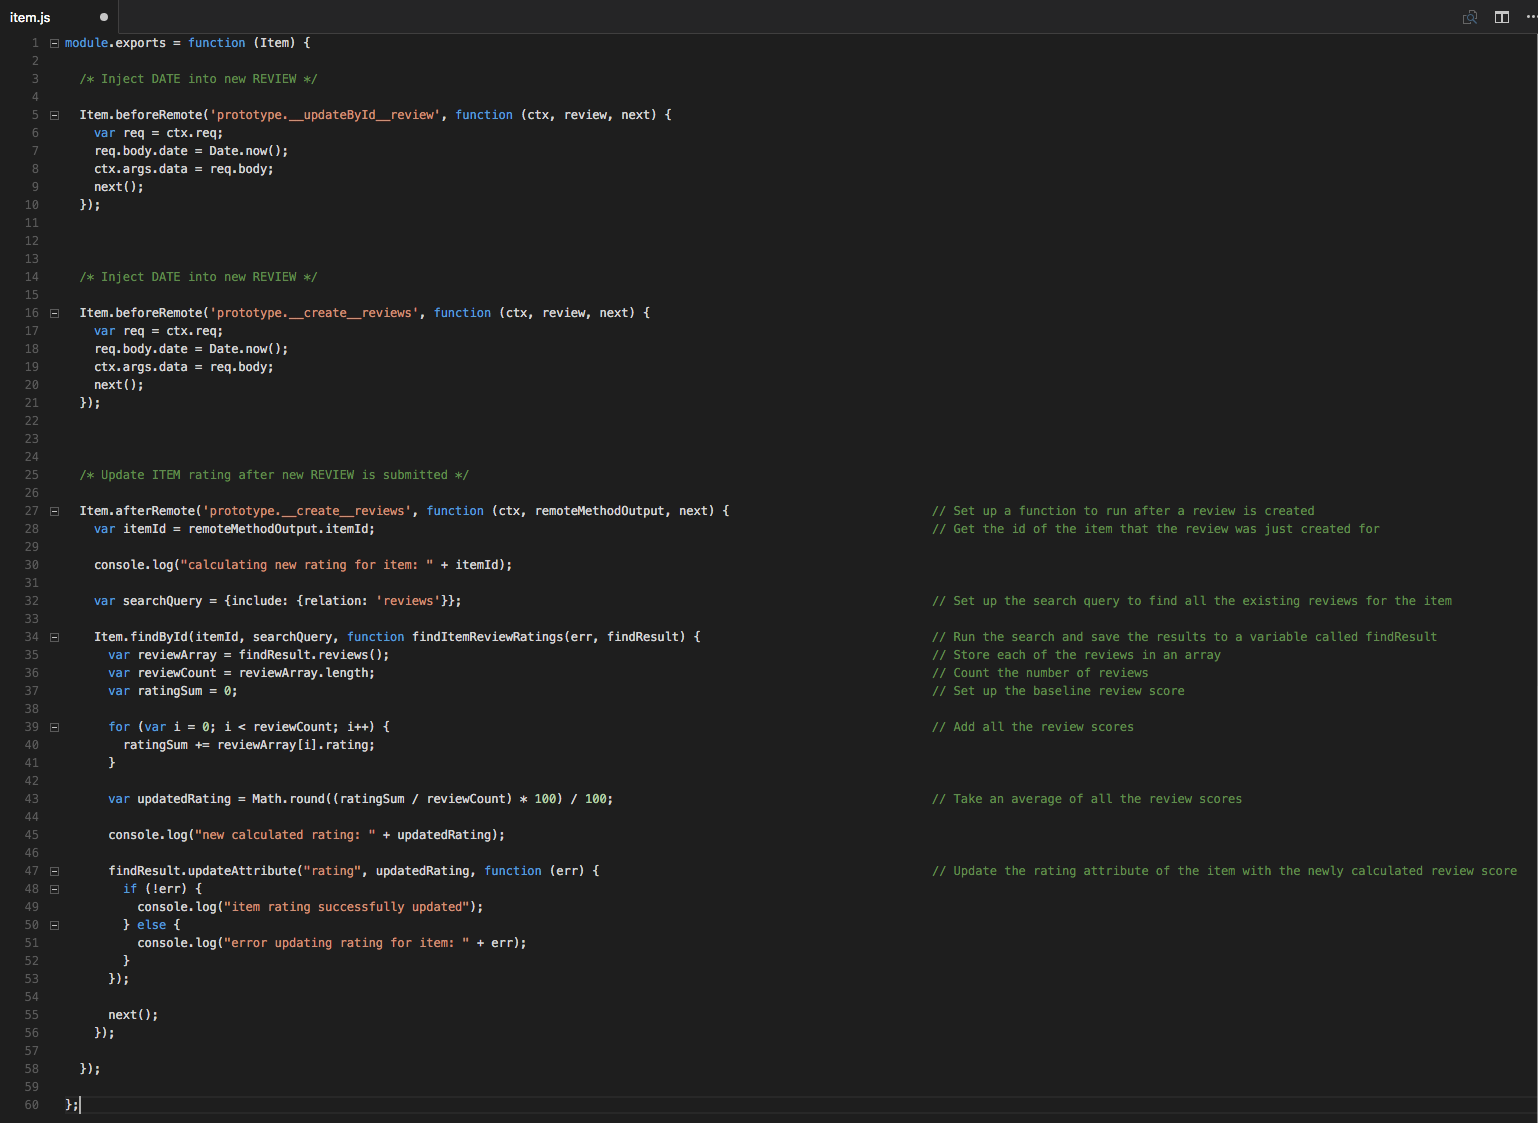 item.js
1 module.exports = function (Item) {
2
3 /* Inject DATE into new REVIEW */
4
5 Item.beforeRemote('prototype.__updateById__review', function (ctx, review, next) {
6 var req = ctx.req;
7 req.body.date = Date.now();
8 ctx.args.data = req.body;
9 next();
10 });
11
12
13
14 /* Inject DATE into new REVIEW */
15
16 Item.beforeRemote('prototype.__create__reviews', function (ctx, review, next) {
17 var req = ctx.req;
18 req.body.date = Date.now();
19 ctx.args.data = req.body;
20 next();
21 });
22
23
24
25 /* Update ITEM rating after new REVIEW is submitted */
26
27 Item.afterRemote('prototype.__create__reviews', function (ctx, remoteMethodOutput, next) { // Set up a function to run after a review is created
28 var itemId = remoteMethodOutput.itemId; // Get the id of the item that the review was just created for
29
30 console.log("calculating new rating for item: " + itemId);
31
32 var searchQuery = {include: {relation: 'reviews'}}; // Set up the search query to find all the existing reviews for the item
33
34 Item.findById(itemId, searchQuery, function findItemReviewRatings(err, findResult) { // Run the search and save the results to a variable called findResult
35 var reviewArray = findResult.reviews(); // Store each of the reviews in an array
36 var reviewCount = reviewArray.length; // Count the number of reviews
37 var ratingSum = 0; // Set up the baseline review score
38
39 for (var i = 0; i < reviewCount; i++) { // Add all the review scores
40 ratingSum += reviewArray[i].rating;
41 }
42
43 var updatedRating = Math.round((ratingSum / reviewCount) * 100) / 100; // Take an average of all the review scores
44
45 console.log("new calculated rating: " + updatedRating);
46
47 findResult.updateAttribute("rating", updatedRating, function (err) { // Update the rating attribute of the item with the newly calculated review score
48 if (!err) {
49 console.log("item rating successfully updated");
50 } else {
51 console.log("error updating rating for item: " + err);
52 }
53 });
54
55 next();
56 });
57
58 });
59
60 };